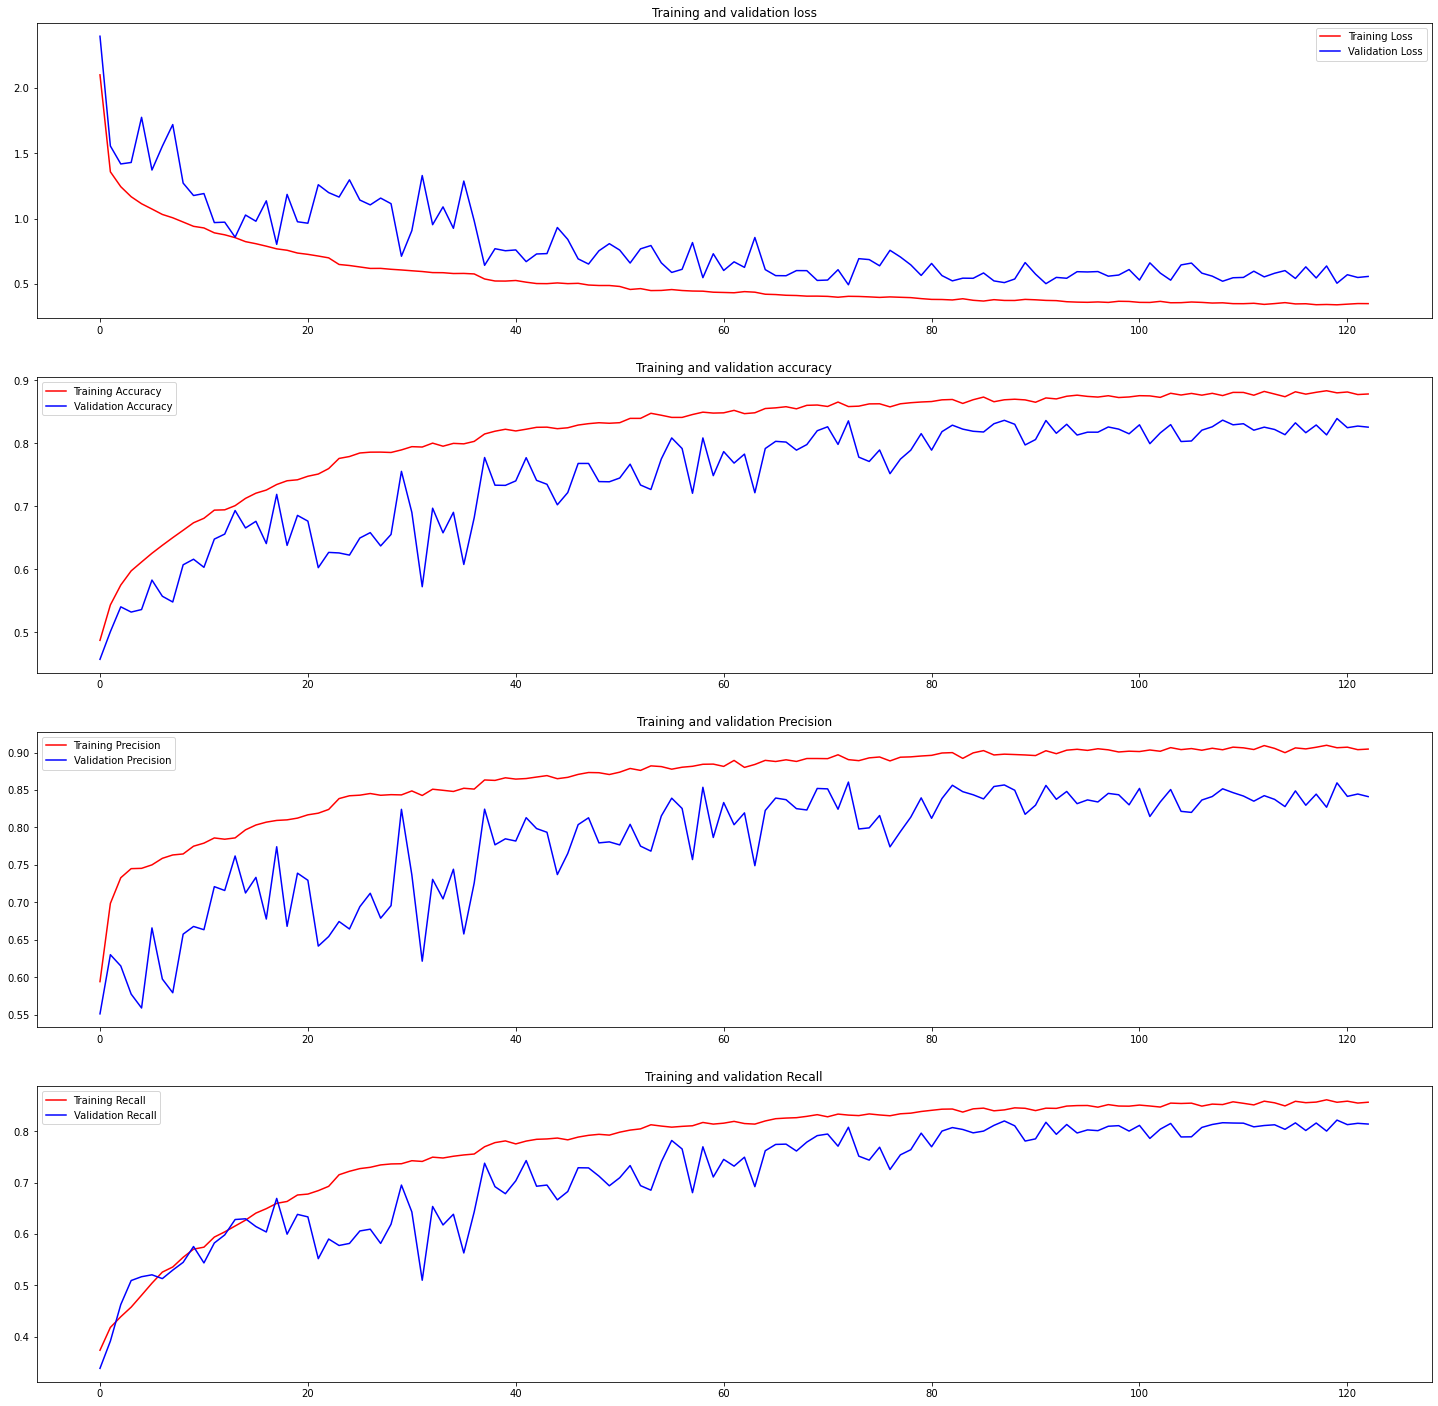 Training and validation loss
Training Loss
Validation Loss
2.0
1.5
1.0
0.5
0 20 40 60 80 100 120
Training and validation accuracy
Training Accuracy
Validation Accuracy
0.9
0.8
0.7
0.6
0.5
0 20 40 60 80 100 120
Training and validation Precision
Training Precision
Validation Precision
0.90
0.85
0.80
0.75
0.70
0.65
0.60
0.55
0 20 40 60 80 100 120
Training and validation Recall
Training Recall
Validation Recall
0.8
0.7
0.6
0.5
0.4
0 20 40 60 80 100 120